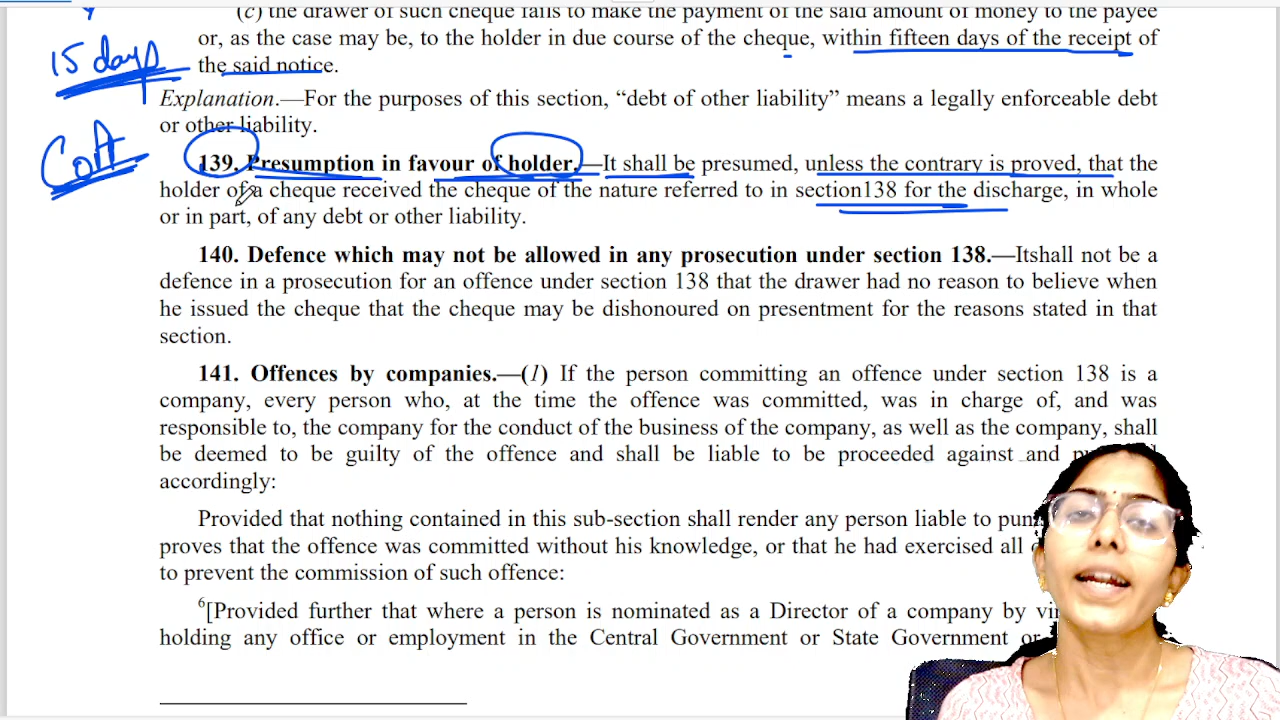 (c) the drawer of such cheque fails to make the payment of the said amount of money to the payee
or, as the case may be, to the holder in due course of the cheque, within fifteen days of the receipt of
15 days
the said notice.
Explanation.—For the purposes of this section, “debt of other liability” means a legally enforceable debt
or other liability.
139. Presumption in favour of holder.—It shall be presumed, unless the contrary is proved, that the
holder of a cheque received the cheque of the nature referred to in section138 for the discharge, in whole
or in part, of any debt or other liability.
140. Defence which may not be allowed in any prosecution under section 138.—Itshall not be a
defence in a prosecution for an offence under section 138 that the drawer had no reason to believe when
he issued the cheque that the cheque may be dishonoured on presentment for the reasons stated in that
section.
141. Offences by companies.—(1) If the person committing an offence under section 138 is a
company, every person who, at the time the offence was committed, was in charge of, and was
responsible to, the company for the conduct of the business of the company, as well as the company, shall
be deemed to be guilty of the offence and shall be liable to be proceeded against and
accordingly:
Provided that nothing contained in this sub-section shall render any person liable to
proves that the offence was committed without his knowledge, or that he had exercised all
to prevent the commission of such offence:
6[Provided further that where a person is nominated as a Director of a company by
holding any office or employment in the Central Government or State Government or